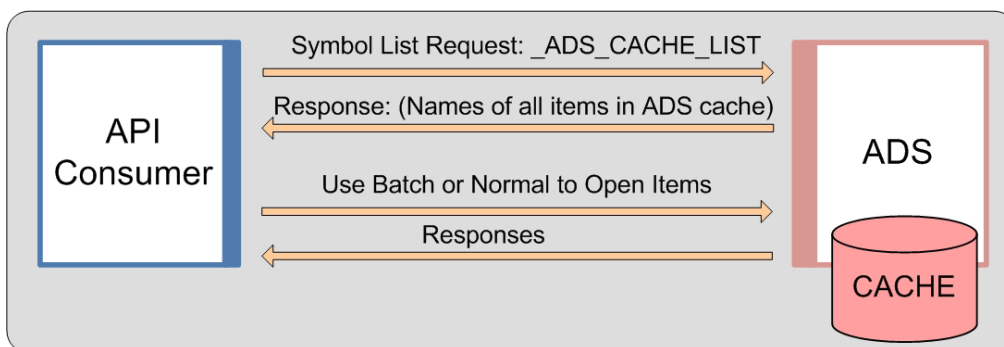 Symbol List Request: _ADS_CACHE_LIST
Response: (Names of all items in ADS cache)
API
Consumer
ADS
Use Batch or Normal to Open Items
Responses
CACHE